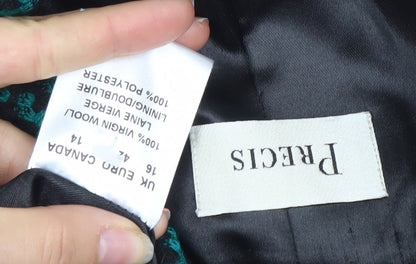 PRECIS
UK EURO CANADA
16 42 14
100% VIRGIN WOOL/
LAINE VIERGE
LINING/DOUBLURE
100% POLYESTER